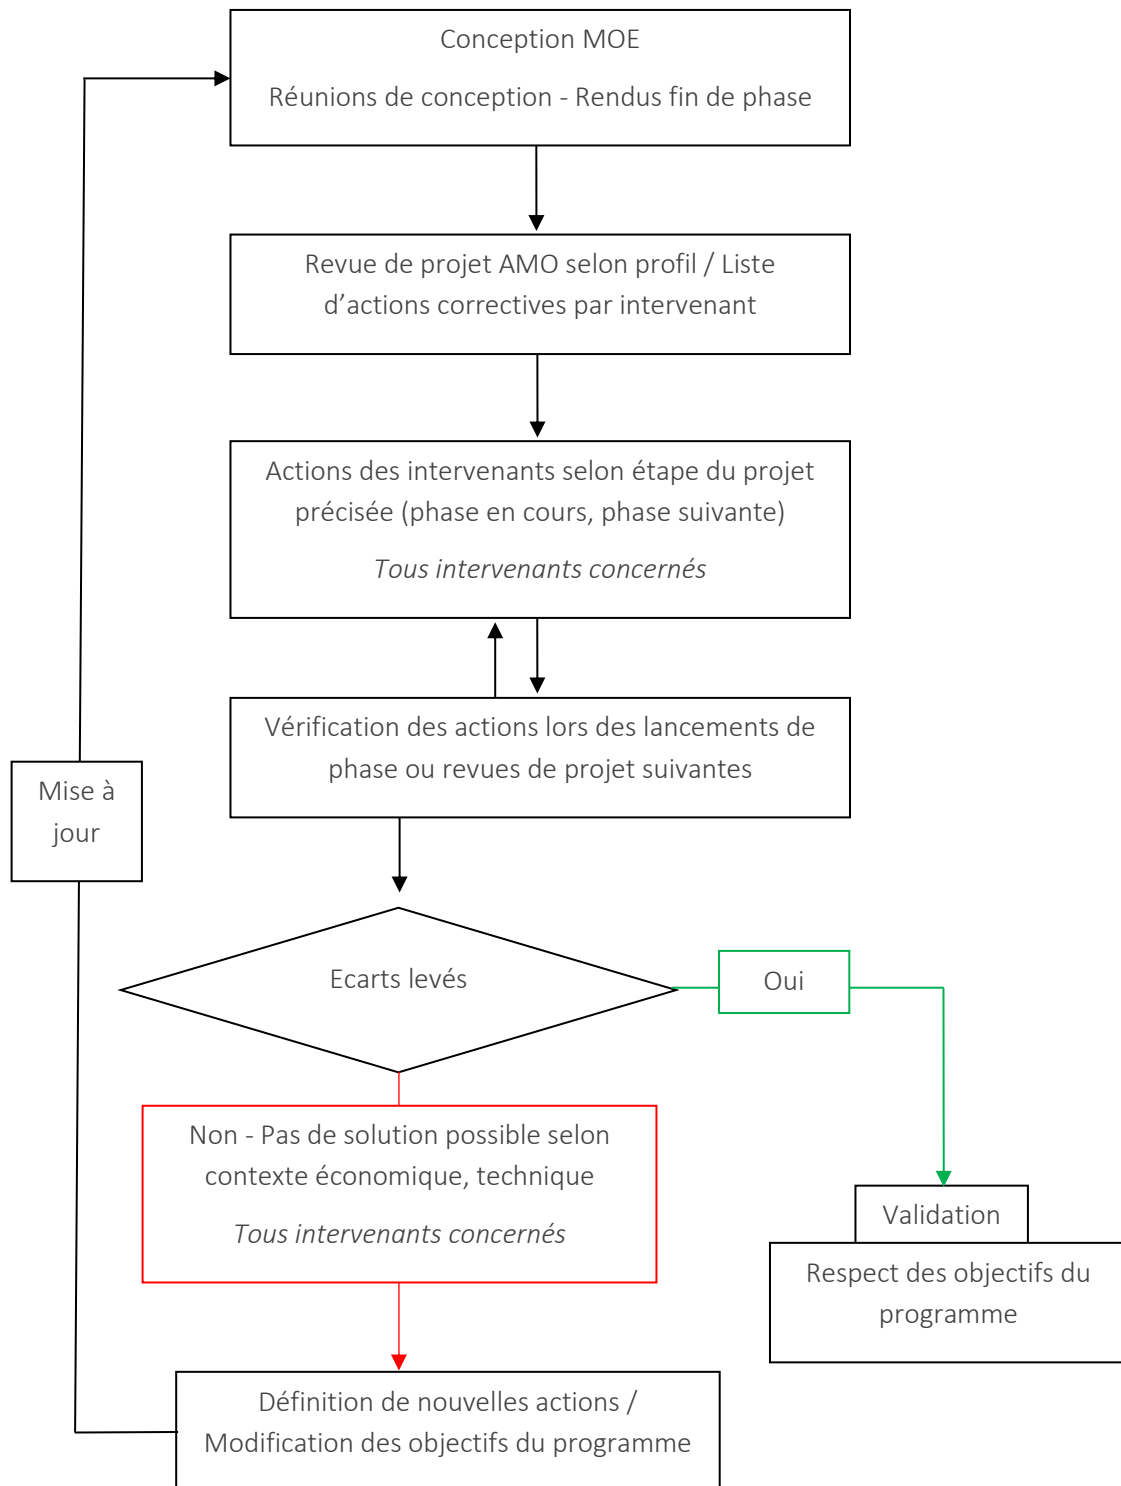 Conception MOE
Réunions de conception - Rendus fin de phase
Revue de projet AMO selon profil / Liste
d’actions correctives par intervenant
Actions des intervenants selon étape du projet
précisée (phase en cours, phase suivante)
Tous intervenants concernés
Vérification des actions lors des lancements de
phase ou revues de projet suivantes
Mise à
jour
Ecarts levés
Oui
Non - Pas de solution possible selon
contexte économique, technique
Tous intervenants concernés
Validation
Respect des objectifs du
programme
Définition de nouvelles actions /
Modification des objectifs du programme